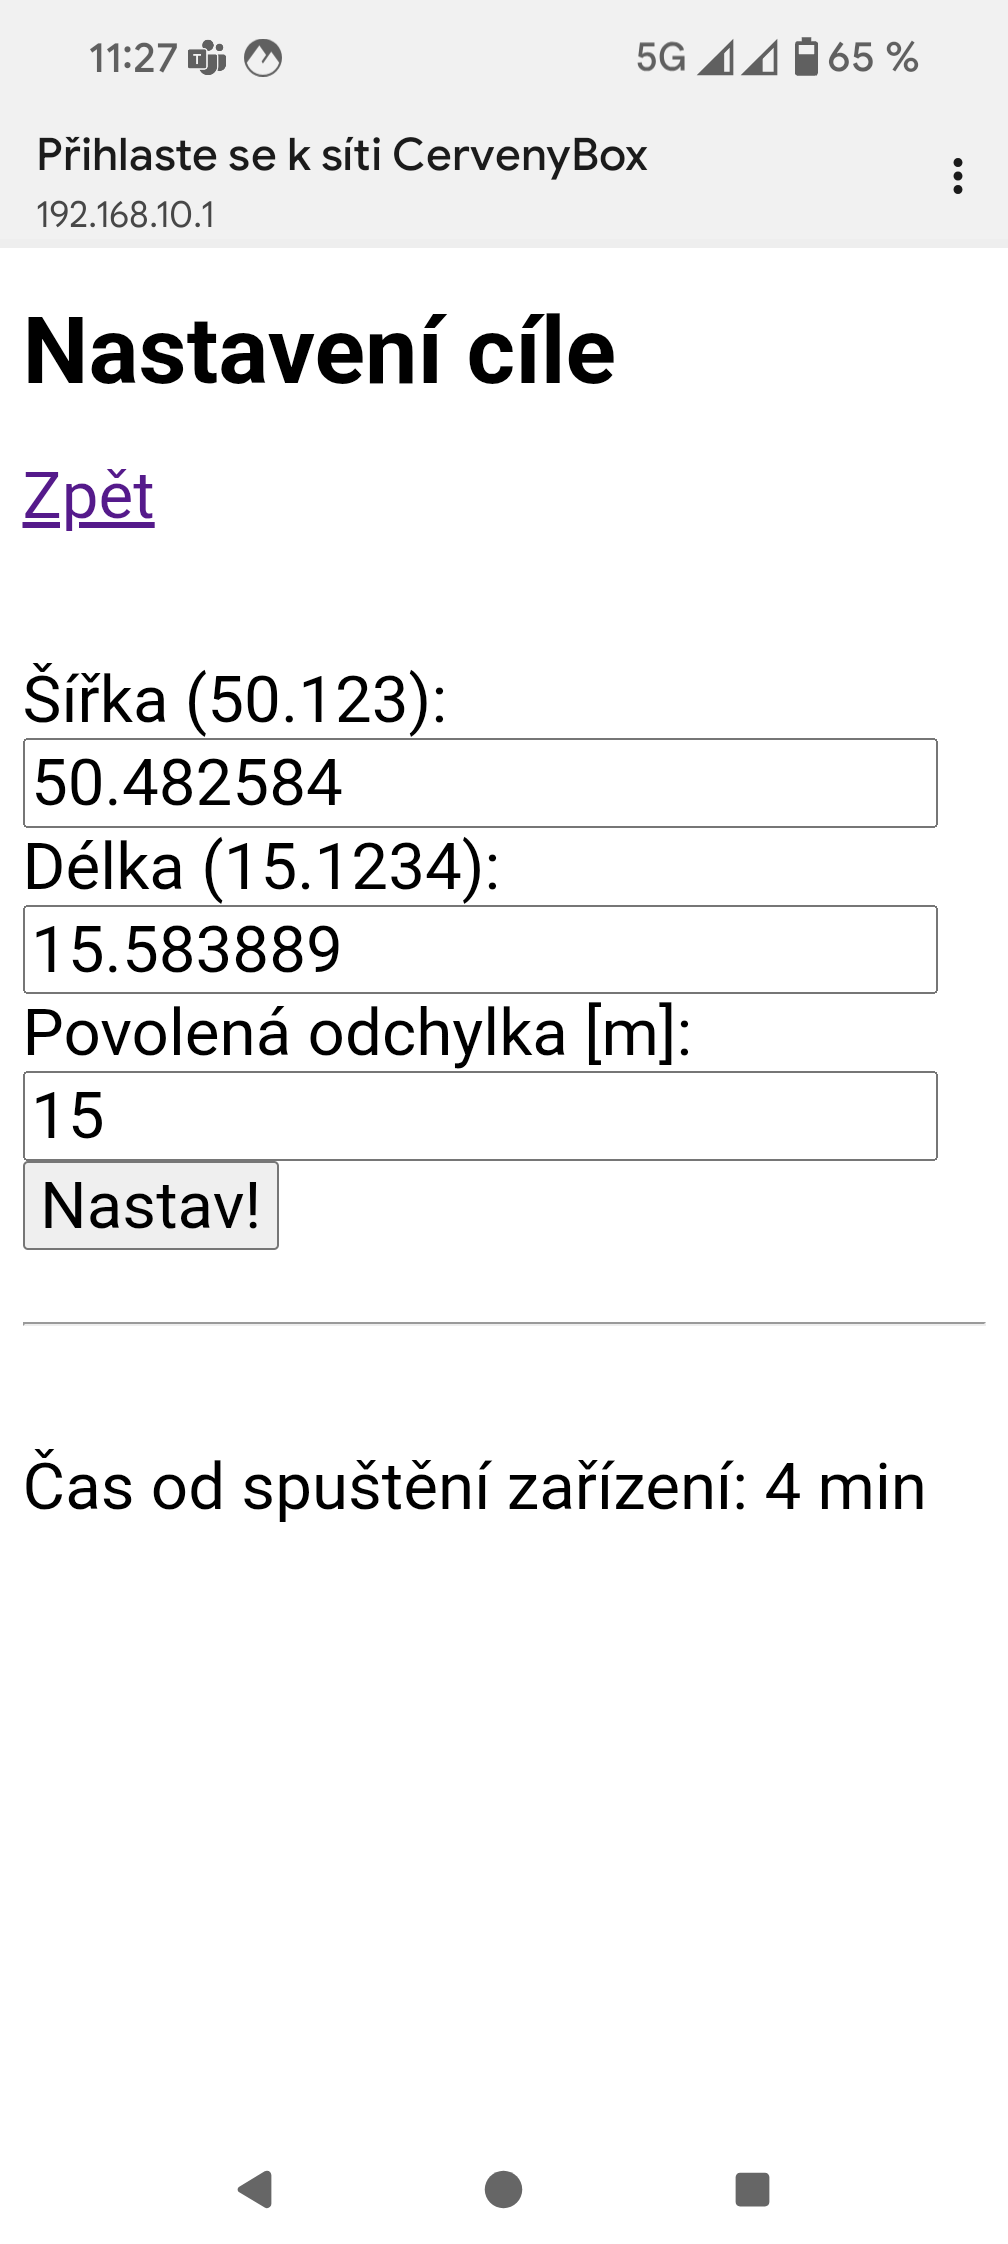 11:27
5G 65 %
Přihlaste se k síti CervenyBox
192.168.10.1
Nastavení cíle
Zpět
Šířka (50.123):
50.482584
Délka (15.1234):
15.583889
Povolená odchylka [m]:
15
Nastav!
Čas od spuštění zařízení: 4 min